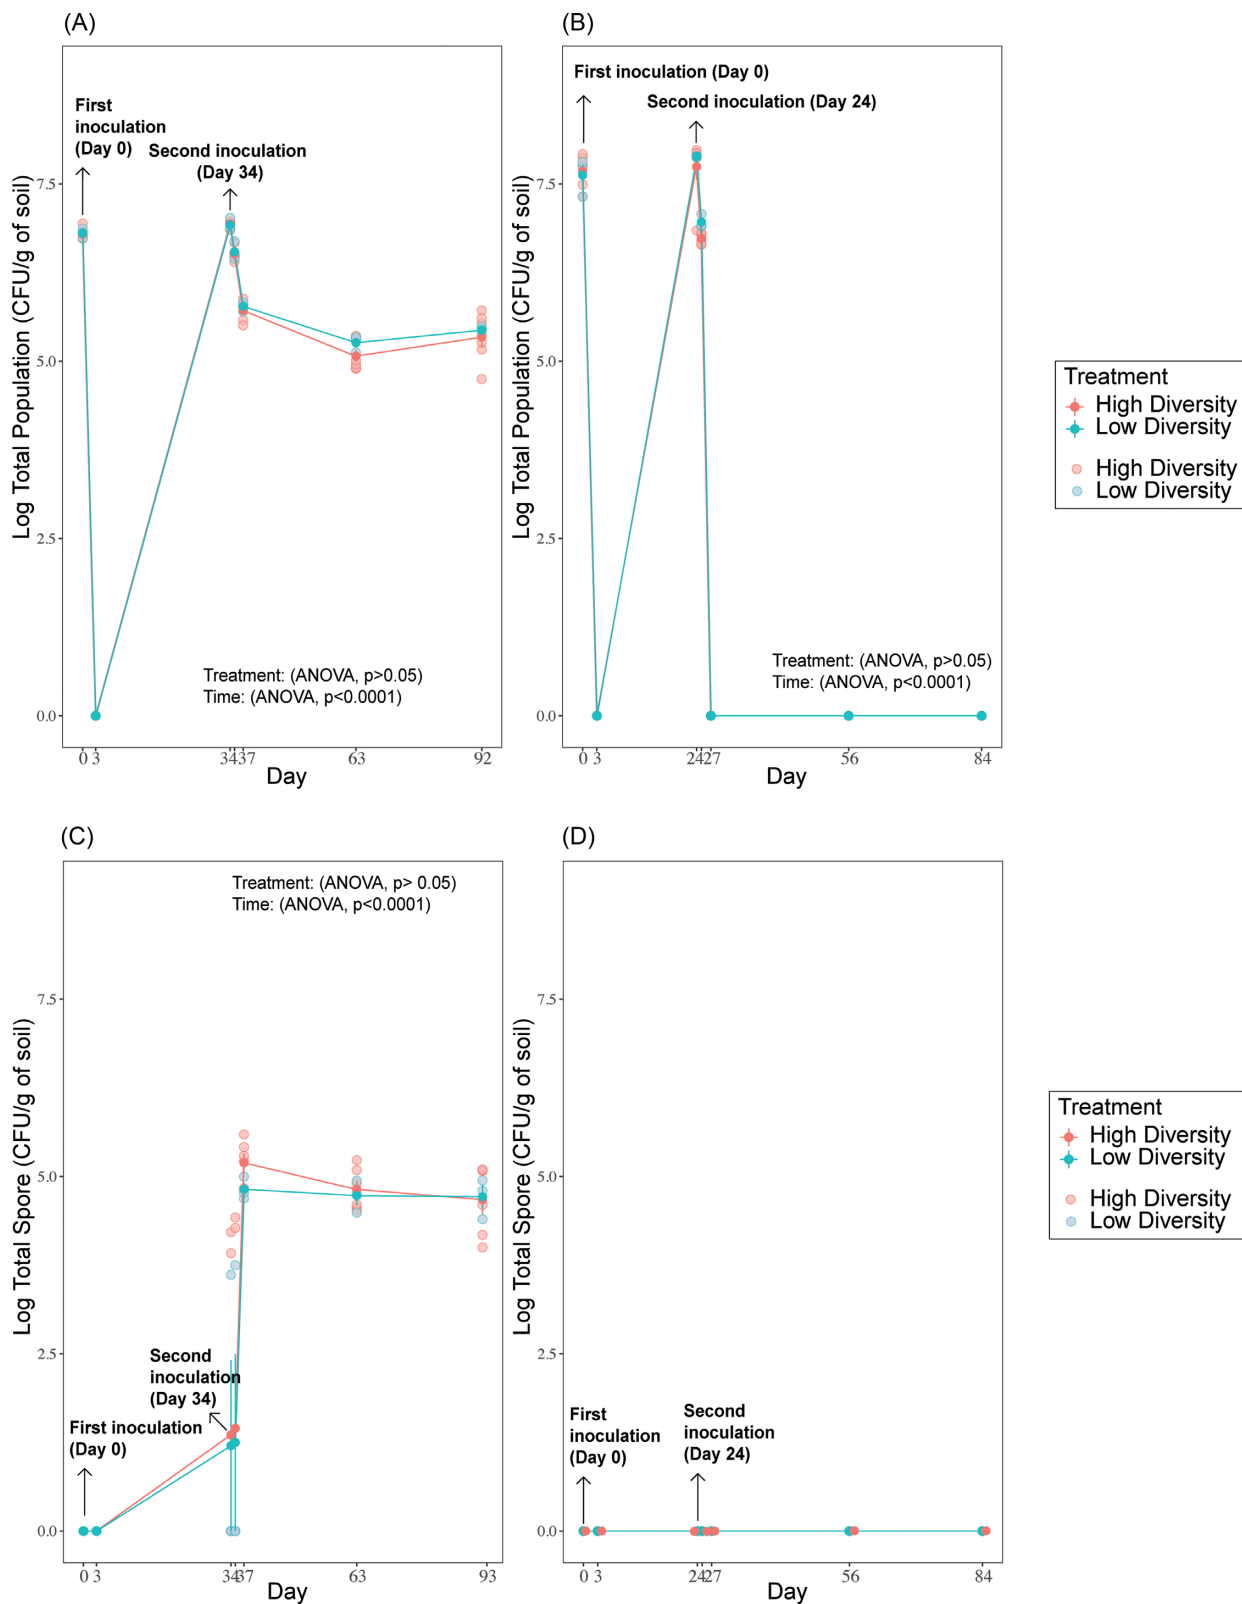 (A)
Log Total Population (CFU/g of soil)
7.5
5.0
2.5
0.0
First
inoculation
(Day 0)
Second inoculation
(Day 34)
Treatment: (ANOVA, p>0.05)
Time: (ANOVA, p<0.0001)
0 3 3437 63 92
Day
(B)
Log Total Population (CFU/g of soil)
7.5
5.0
2.5
0.0
First inoculation (Day 0)
Second inoculation (Day 24)
Treatment: (ANOVA, p>0.05)
Time: (ANOVA, p<0.0001)
0 3 2427 56 84
Day
Treatment
High Diversity
Low Diversity
High Diversity
Low Diversity
(C)
Log Total Spore (CFU/g of soil)
7.5
5.0
2.5
0.0
Treatment: (ANOVA, p> 0.05)
Time: (ANOVA, p<0.0001)
Second
inoculation
(Day 34)
First inoculation
(Day 0)
0 3 3437 63 93
Day
(D)
Log Total Spore (CFU/g of soil)
7.5
5.0
2.5
0.0
First
inoculation
(Day 0)
Second
inoculation
(Day 24)
0 3 2427 56 84
Day
Treatment
High Diversity
Low Diversity
High Diversity
Low Diversity